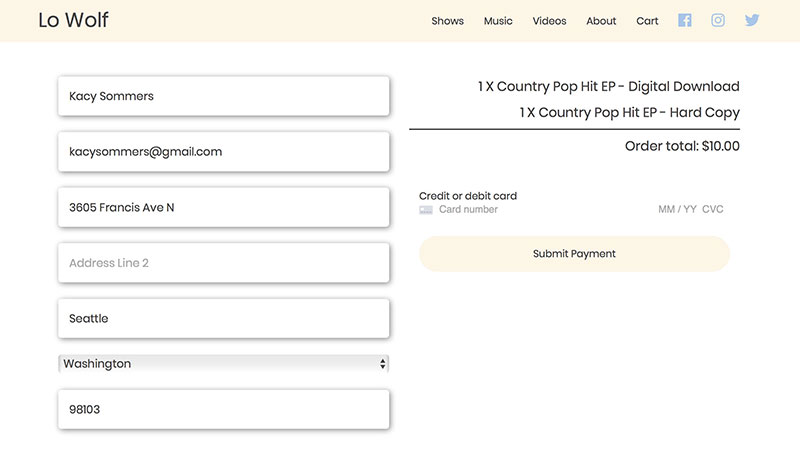 Lo Wolf
Shows Music Videos About Cart
Kacy Sommers
kacysommers@gmail.com
3605 Francis Ave N
Address Line 2
Seattle
Washington
98103
1 X Country Pop Hit EP - Digital Download
1 X Country Pop Hit EP - Hard Copy
Order total: $10.00
Credit or debit card
Card number MM / YY CVC
Submit Payment